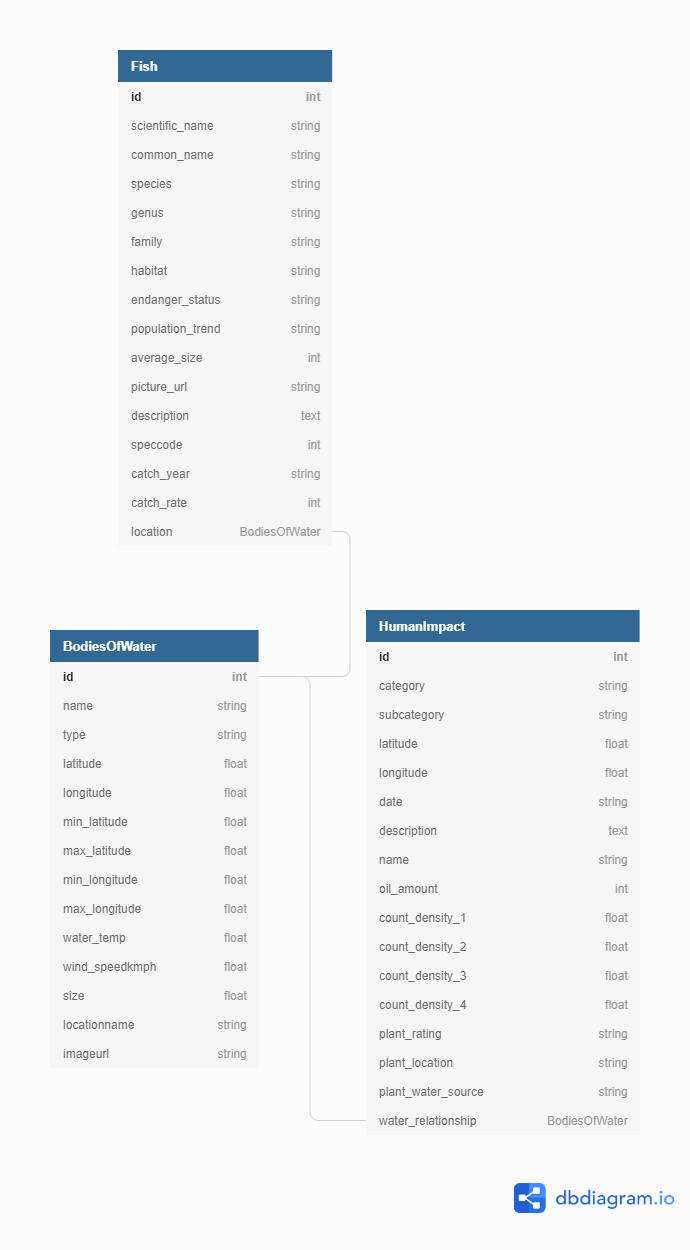 Fish
id int
scientific_name string
common_name string
species string
genus string
family string
habitat string
endanger_status string
population_trend string
average_size int
picture_url string
description text
speccode int
catch_year string
catch_rate int
location BodiesOfWater
BodiesOfWater
id int
name string
type string
latitude float
longitude float
min_latitude float
max_latitude float
min_longitude float
max_longitude float
water_temp float
wind_speedkmph float
size float
locationname string
imageurl string
HumanImpact
id int
category string
subcategory string
latitude float
longitude float
date string
description text
name string
oil_amount int
count_density_1 float
count_density_2 float
count_density_3 float
count_density_4 float
plant_rating string
plant_location string
plant_water_source string
water_relationship BodiesOfWater
dbdiagram.io